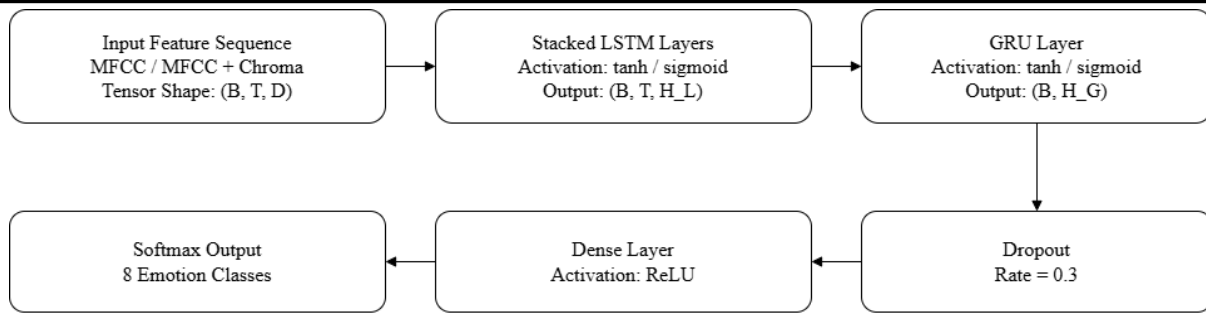 Input Feature Sequence
MFCC / MFCC + Chroma
Tensor Shape: (B, T, D)
Stacked LSTM Layers
Activation: tanh / sigmoid
Output: (B, T, H_L)
GRU Layer
Activation: tanh / sigmoid
Output: (B, H_G)
Dropout
Rate = 0.3
Dense Layer
Activation: ReLU
Softmax Output
8 Emotion Classes